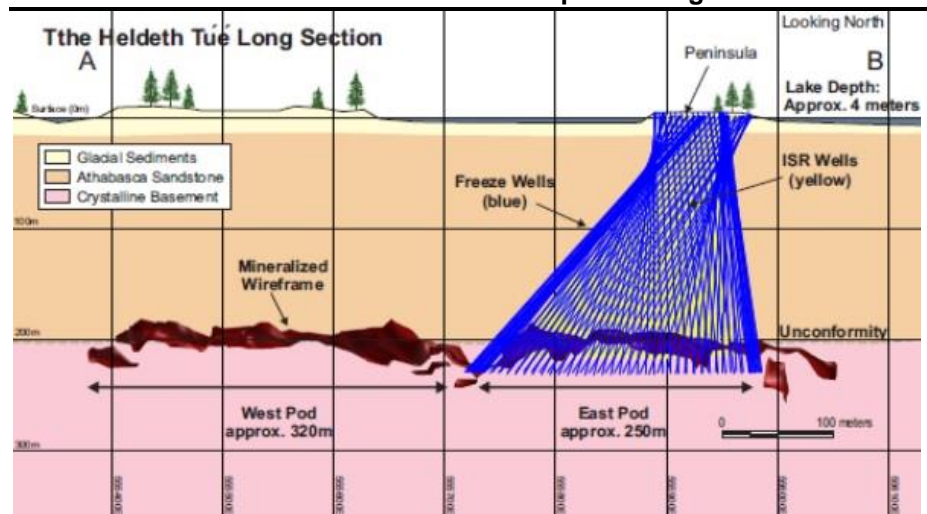 Looking North
Tthe Heldeth Túé Long Section
A
Peninsula
B
Lake Depth:
Approx. 4 meters
Surface (0m)
Glacial Sediments
Athabasca Sandstone
Crystalline Basement
Freeze Wells
(blue)
ISR Wells
(yellow)
100m
Mineralized
Wireframe
200m
Unconformity
West Pod
approx. 320m
East Pod
approx. 250m
0
100 meters
300m